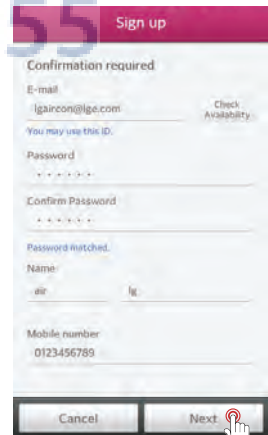 55
Sign up
Confirmation required
E-mail
lgaircon@lge.com
Check
Availability
You may use this ID.
Password
· · · · · ·
Confirm Password
· · · · · ·
Password matched.
Name
air lg
Mobile number
0123456789
Cancel Next